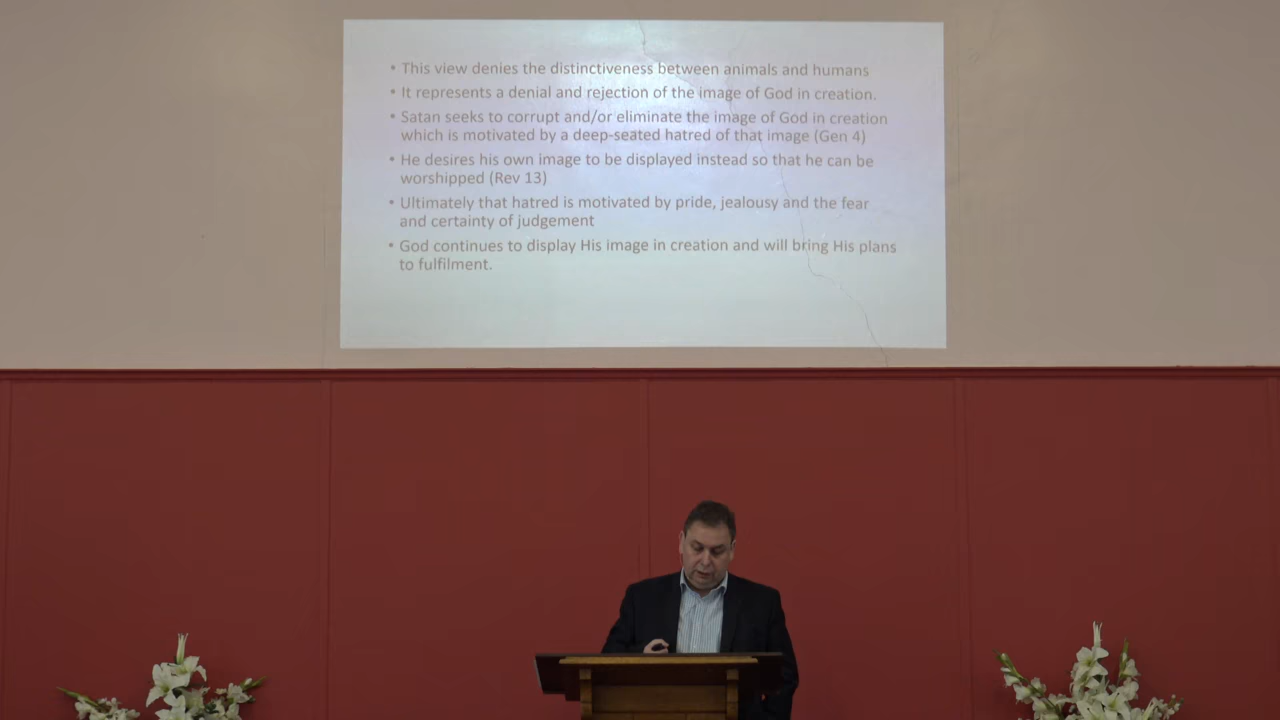 • This view denies the distinctiveness between animals and humans
• It represents a denial and rejection of the image of God in creation.
• Satan seeks to corrupt and/or eliminate the image of God in creation
which is motivated by a deep-seated hatred of that image (Gen 4)
• He desires his own image to be displayed instead so that he can be
worshipped (Rev 13)
• Ultimately that hatred is motivated by pride, jealousy and the fear
and certainty of judgement
• God continues to display His image in creation and will bring His plans
to fulfilment.